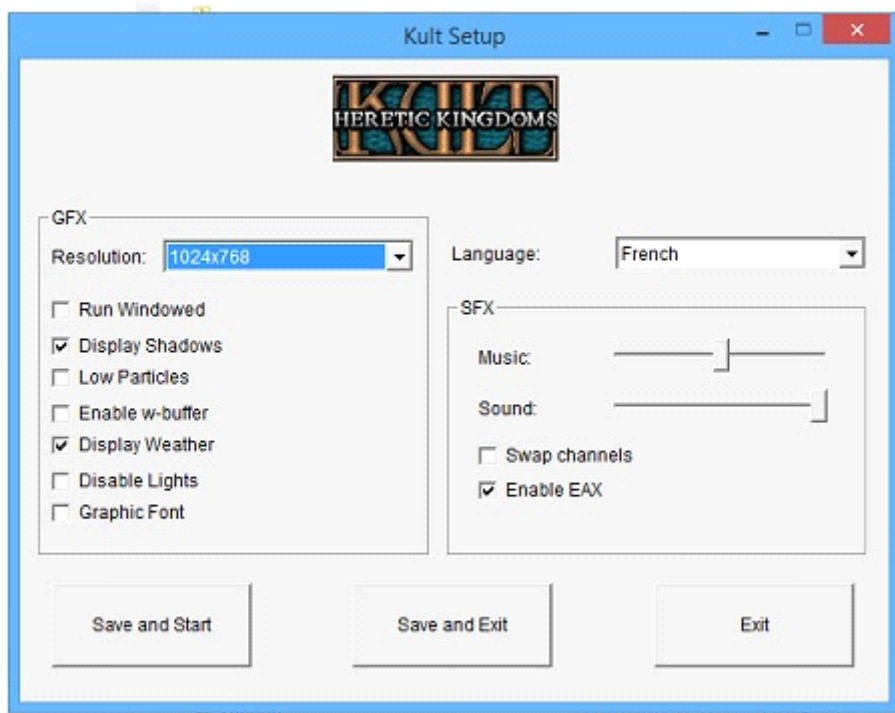 Kult Setup
KULT
HERETIC KINGDOMS
GFX
Resolution: 1024x768
Run Windowed
Display Shadows
Low Particles
Enable w-buffer
Display Weather
Disable Lights
Graphic Font
Language: French
SFX
Music:
Sound:
Swap channels
Enable EAX
Save and Start
Save and Exit
Exit